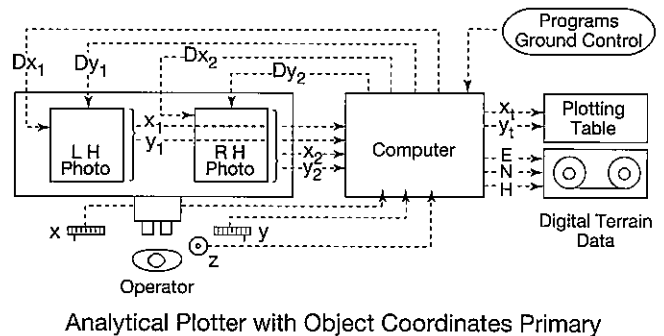 Programs
Ground Control
Dx1
Dy1
Dx2
Dy2
L H
Photo
x1
y1
R H
Photo
x2
y2
Computer
xt
yt
Plotting
Table
E
N
H
Digital Terrain
Data
x
y
z
Operator
Analytical Plotter with Object Coordinates Primary